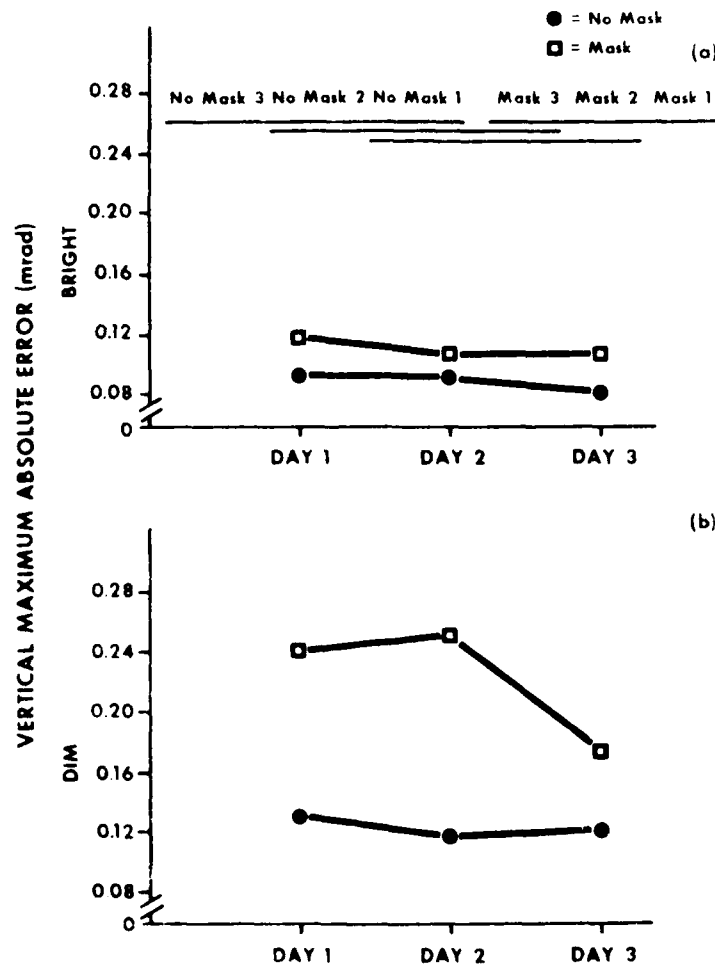 ● = No Mask
◘ = Mask
(a)
No Mask 3 No Mask 2 No Mask 1 Mask 3 Mask 2 Mask 1
0.28
0.24
0.20
0.16
0.12
0.08
0
DAY 1 DAY 2 DAY 3
BRIGHT
VERTICAL MAXIMUM ABSOLUTE ERROR (mrad)
(b)
0.28
0.24
0.20
0.16
0.12
0.08
0
DAY 1 DAY 2 DAY 3
DIM